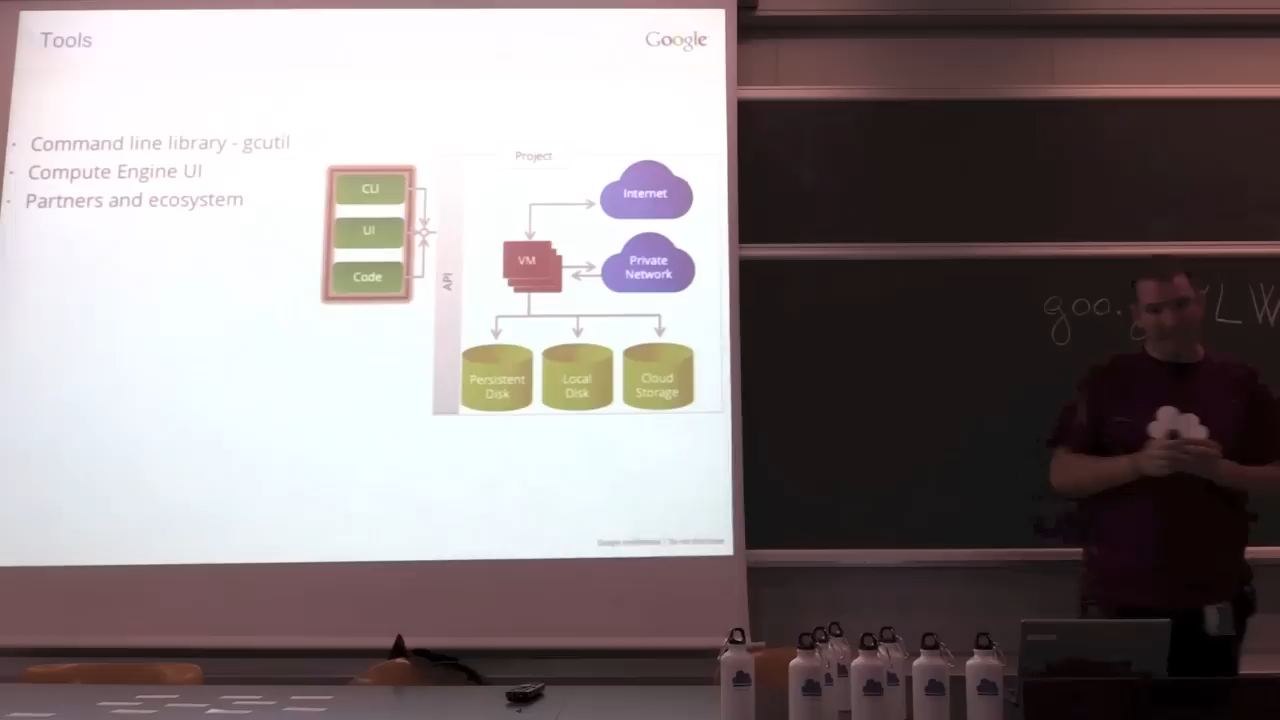 Tools
Google
· Command line library - gcutil
· Compute Engine UI
· Partners and ecosystem
CLI
UI
Code
API
Project
Internet
VM
Private
Network
Persistent
Disk
Local
Disk
Cloud
Storage
goo.
LW